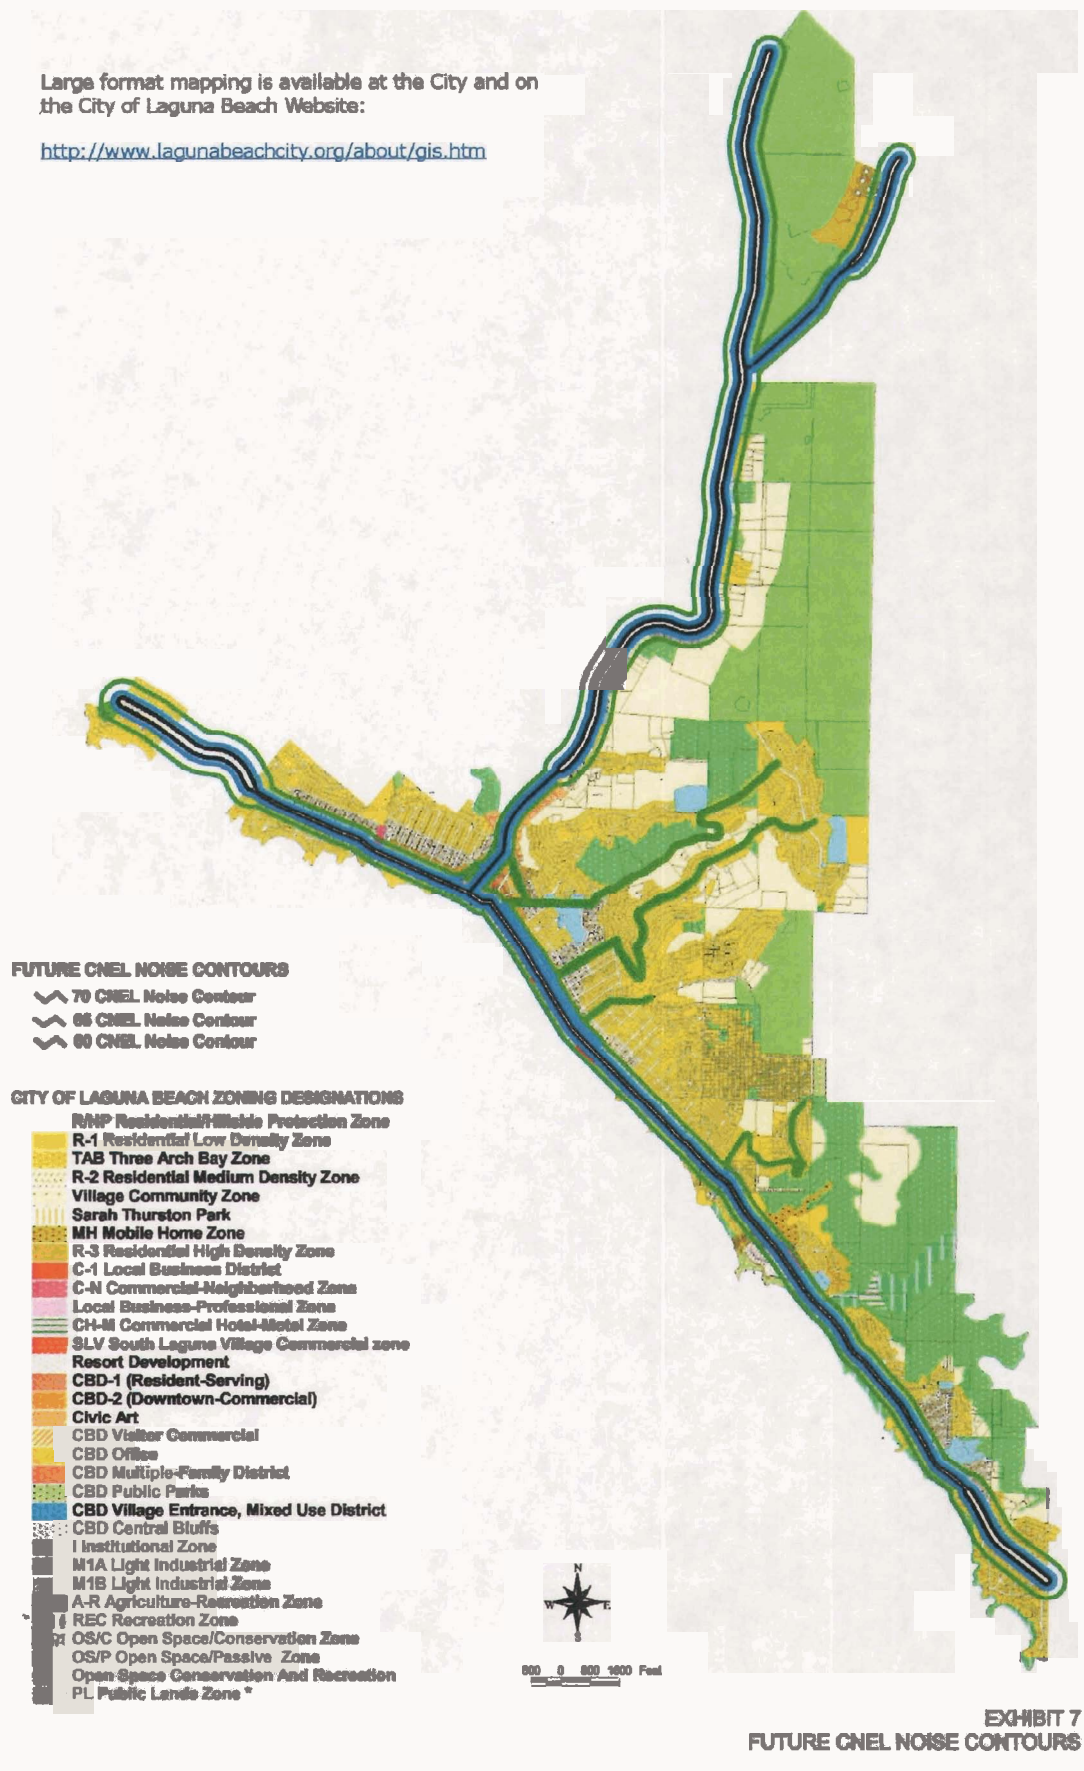 Large format mapping is available at the City and on
the City of Laguna Beach Website:
http://www.lagunabeachcity.org/about/gis.htm
FUTURE CNEL NOISE CONTOURS
70 CNEL Noise Contour
65 CNEL Noise Contour
60 CNEL Noise Contour
CITY OF LAGUNA BEACH ZONING DESIGNATIONS
R/HP Residential/Hillside Protection Zone
R-1 Residential Low Density Zone
TAB Three Arch Bay Zone
R-2 Residential Medium Density Zone
Village Community Zone
Sarah Thurston Park
MH Mobile Home Zone
R-3 Residential High Density Zone
C-1 Local Business District
C-N Commercial-Neighborhood Zone
Local Business-Professional Zone
CH-M Commercial Hotel-Motel Zone
SLV South Laguna Village Commercial zone
Resort Development
CBD-1 (Resident-Serving)
CBD-2 (Downtown-Commercial)
Civic Art
CBD Visitor Commercial
CBD Office
CBD Multiple-Family District
CBD Public Parks
CBD Village Entrance, Mixed Use District
CBD Central Bluffs
I Institutional Zone
M1A Light Industrial Zone
M1B Light Industrial Zone
A-R Agriculture-Recreation Zone
REC Recreation Zone
OS/C Open Space/Conservation Zone
OS/P Open Space/Passive Zone
Open Space Conservation And Recreation
PL Public Lands Zone *
N
W E
S
800 0 800 1600 Feet
EXHIBIT 7
FUTURE CNEL NOISE CONTOURS